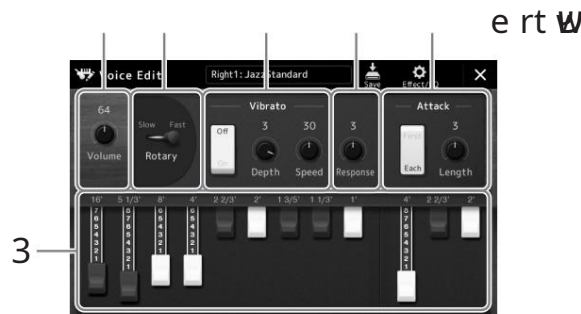 e rt
Voice Edit
Right1: JazzStandard
Save
Effect/EQ
Vibrato
Attack
64
Volume
Slow Fast
Rotary
Off
On
3
Depth
30
Speed
3
Response
First
Each
3
Length
16' 5 1/3' 8' 4' 2 2/3' 2' 1 3/5' 1 1/3' 1' 4' 2 2/3' 2'
3